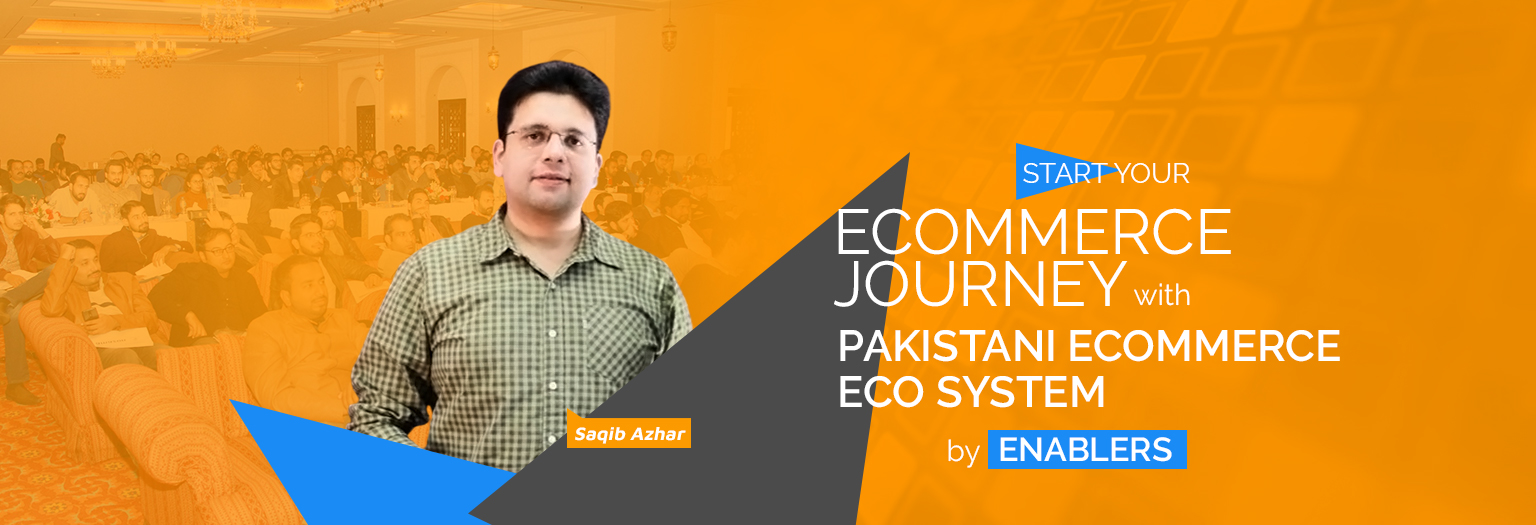 START YOUR
ECOMMERCE
JOURNEY with
PAKISTANI ECOMMERCE
ECO SYSTEM
by ENABLERS
Saqib Azhar